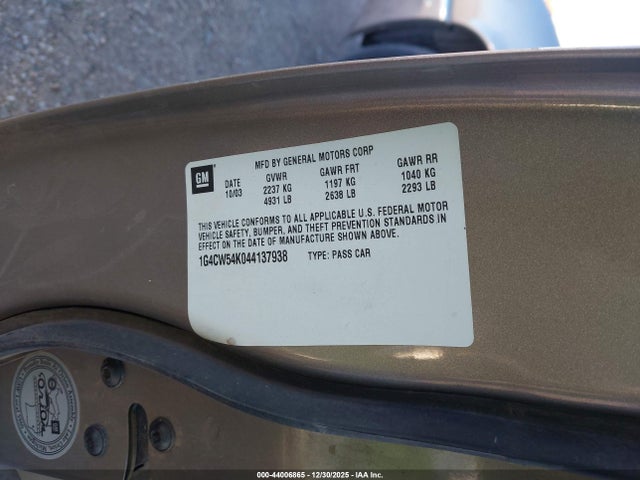 MFD BY GENERAL MOTORS CORP
GM
DATE GVWR GAWR FRT GAWR RR
10/03 2237 KG 1197 KG 1040 KG
4931 LB 2638 LB 2293 LB
THIS VEHICLE CONFORMS TO ALL APPLICABLE U.S. FEDERAL MOTOR
VEHICLE SAFETY, BUMPER, AND THEFT PREVENTION STANDARDS IN
EFFECT ON THE DATE OF MANUFACTURE SHOWN ABOVE.
1G4CW54K044137938 TYPE: PASS CAR
000-44006865 - 12/30/2025 - IAA Inc.